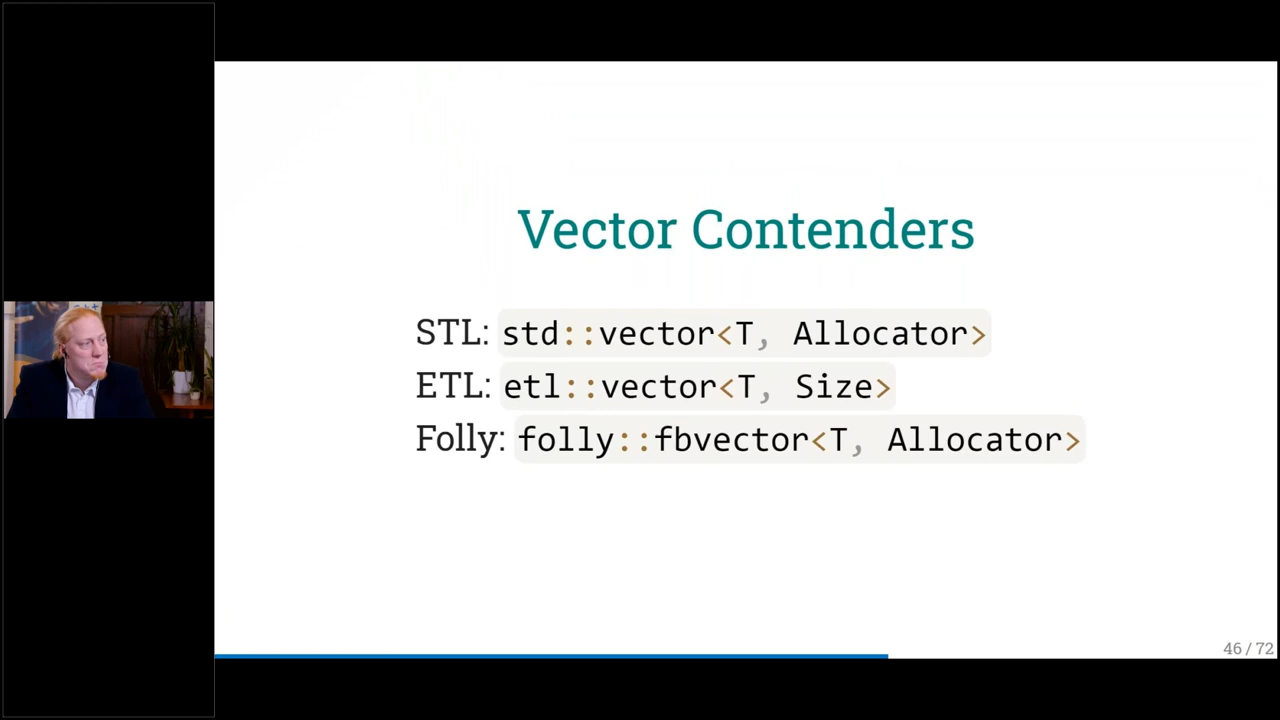 Vector Contenders
STL: std::vector<T, Allocator>
ETL: etl::vector<T, Size>
Folly: folly::fbvector<T, Allocator>
46 / 72